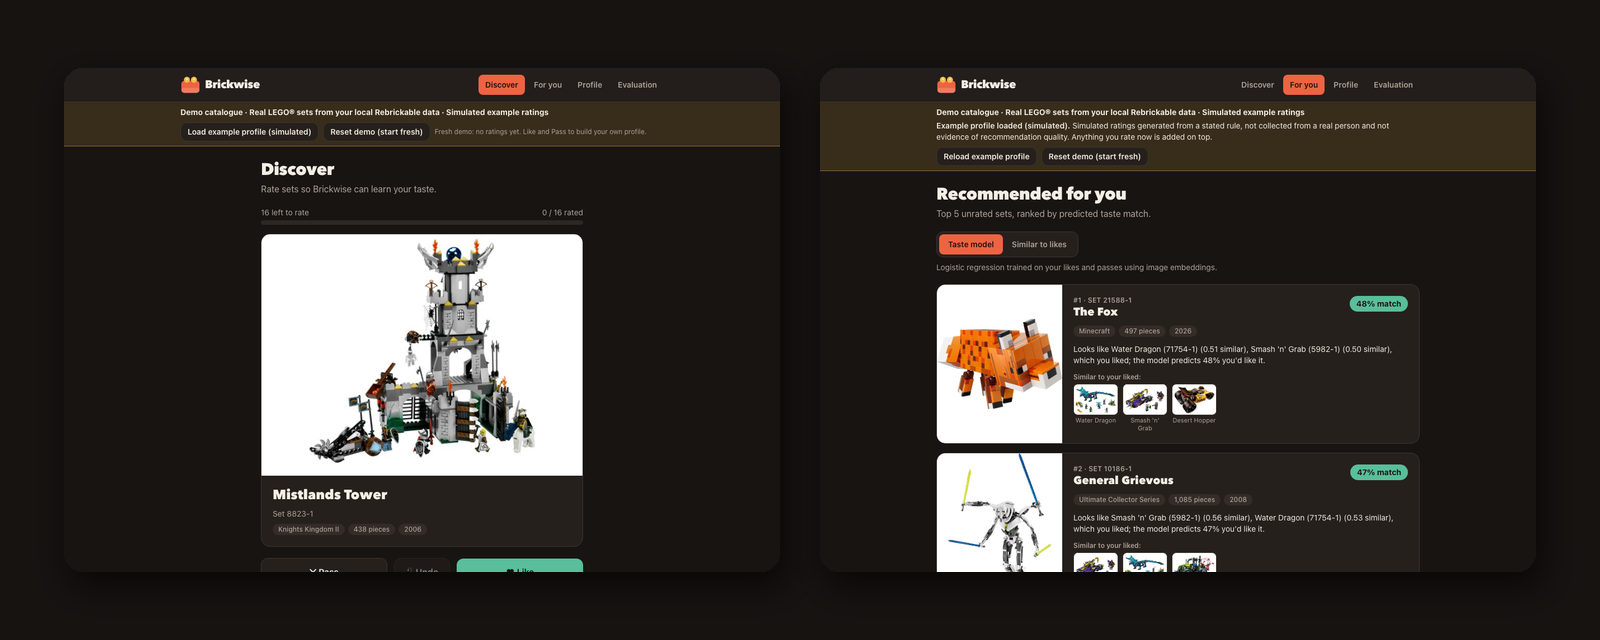 Brickwise
Discover
For you
Profile
Evaluation
Demo catalogue · Real LEGO® sets from your local Rebrickable data · Simulated example ratings
Load example profile (simulated)
Reset demo (start fresh)
Fresh demo: no ratings yet. Like and Pass to build your own profile.
Discover
Rate sets so Brickwise can learn your taste.
16 left to rate
0 / 16 rated
Mistlands Tower
Set 8823-1
Knights Kingdom II
438 pieces
2006
✕ Pass
Undo
♥ Like
Brickwise
Discover
For you
Profile
Evaluation
Demo catalogue · Real LEGO® sets from your local Rebrickable data · Simulated example ratings
Example profile loaded (simulated). Simulated ratings generated from a stated rule, not collected from a real person and not
evidence of recommendation quality. Anything you rate now is added on top.
Reload example profile
Reset demo (start fresh)
Recommended for you
Top 5 unrated sets, ranked by predicted taste match.
Taste model
Similar to likes
Logistic regression trained on your likes and passes using image embeddings.
#1 · SET 21588-1
48% match
The Fox
Minecraft
497 pieces
2026
Looks like Water Dragon (71754-1) (0.51 similar), Smash 'n' Grab (5982-1) (0.50 similar),
which you liked; the model predicts 48% you'd like it.
Similar to your liked:
Water Dragon
Smash 'n'
Grab
Desert Hopper
#2 · SET 10186-1
47% match
General Grievous
Ultimate Collector Series
1,085 pieces
2008
Looks like Smash 'n' Grab (5982-1) (0.56 similar), Water Dragon (71754-1) (0.53 similar),
which you liked; the model predicts 47% you'd like it.
Similar to your liked: